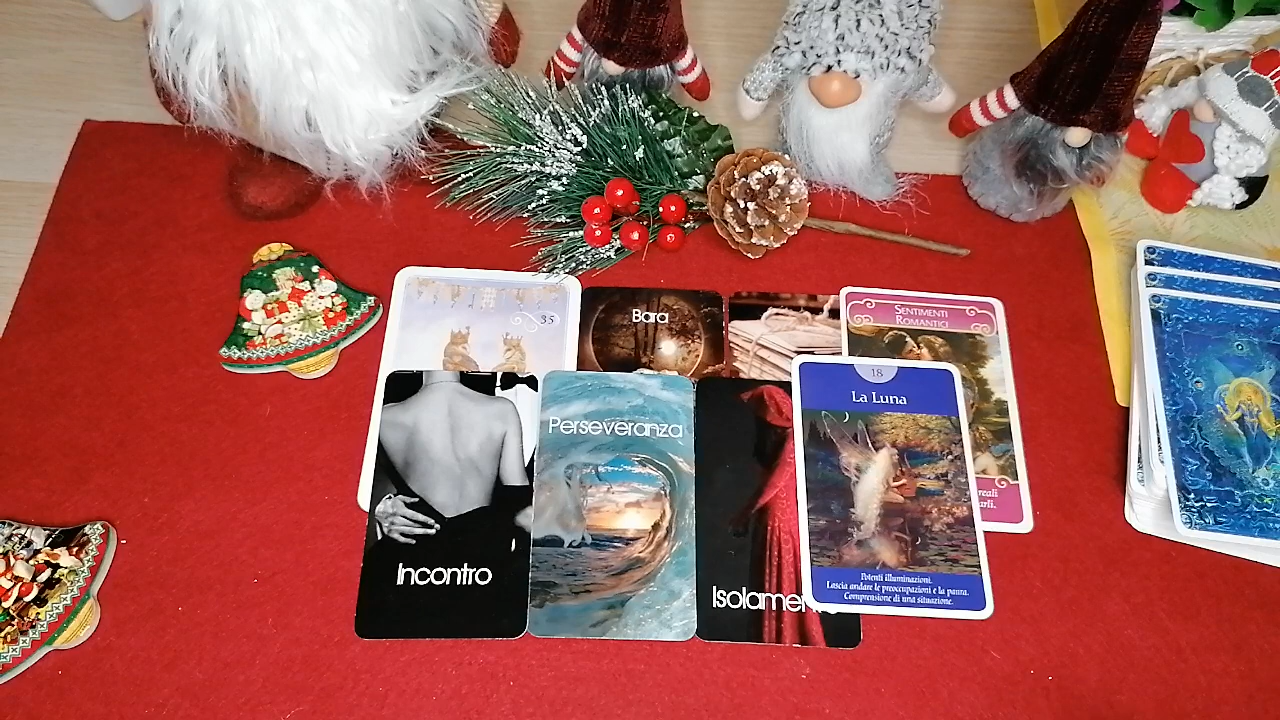 35
Bara
SENTIMENTI
ROMANTICI
18
La Luna
Perseveranza
Incontro
reali
Potenti illuminazioni.
Lascia andare le preoccupazioni e la paura.
Comprensione di una situazione.